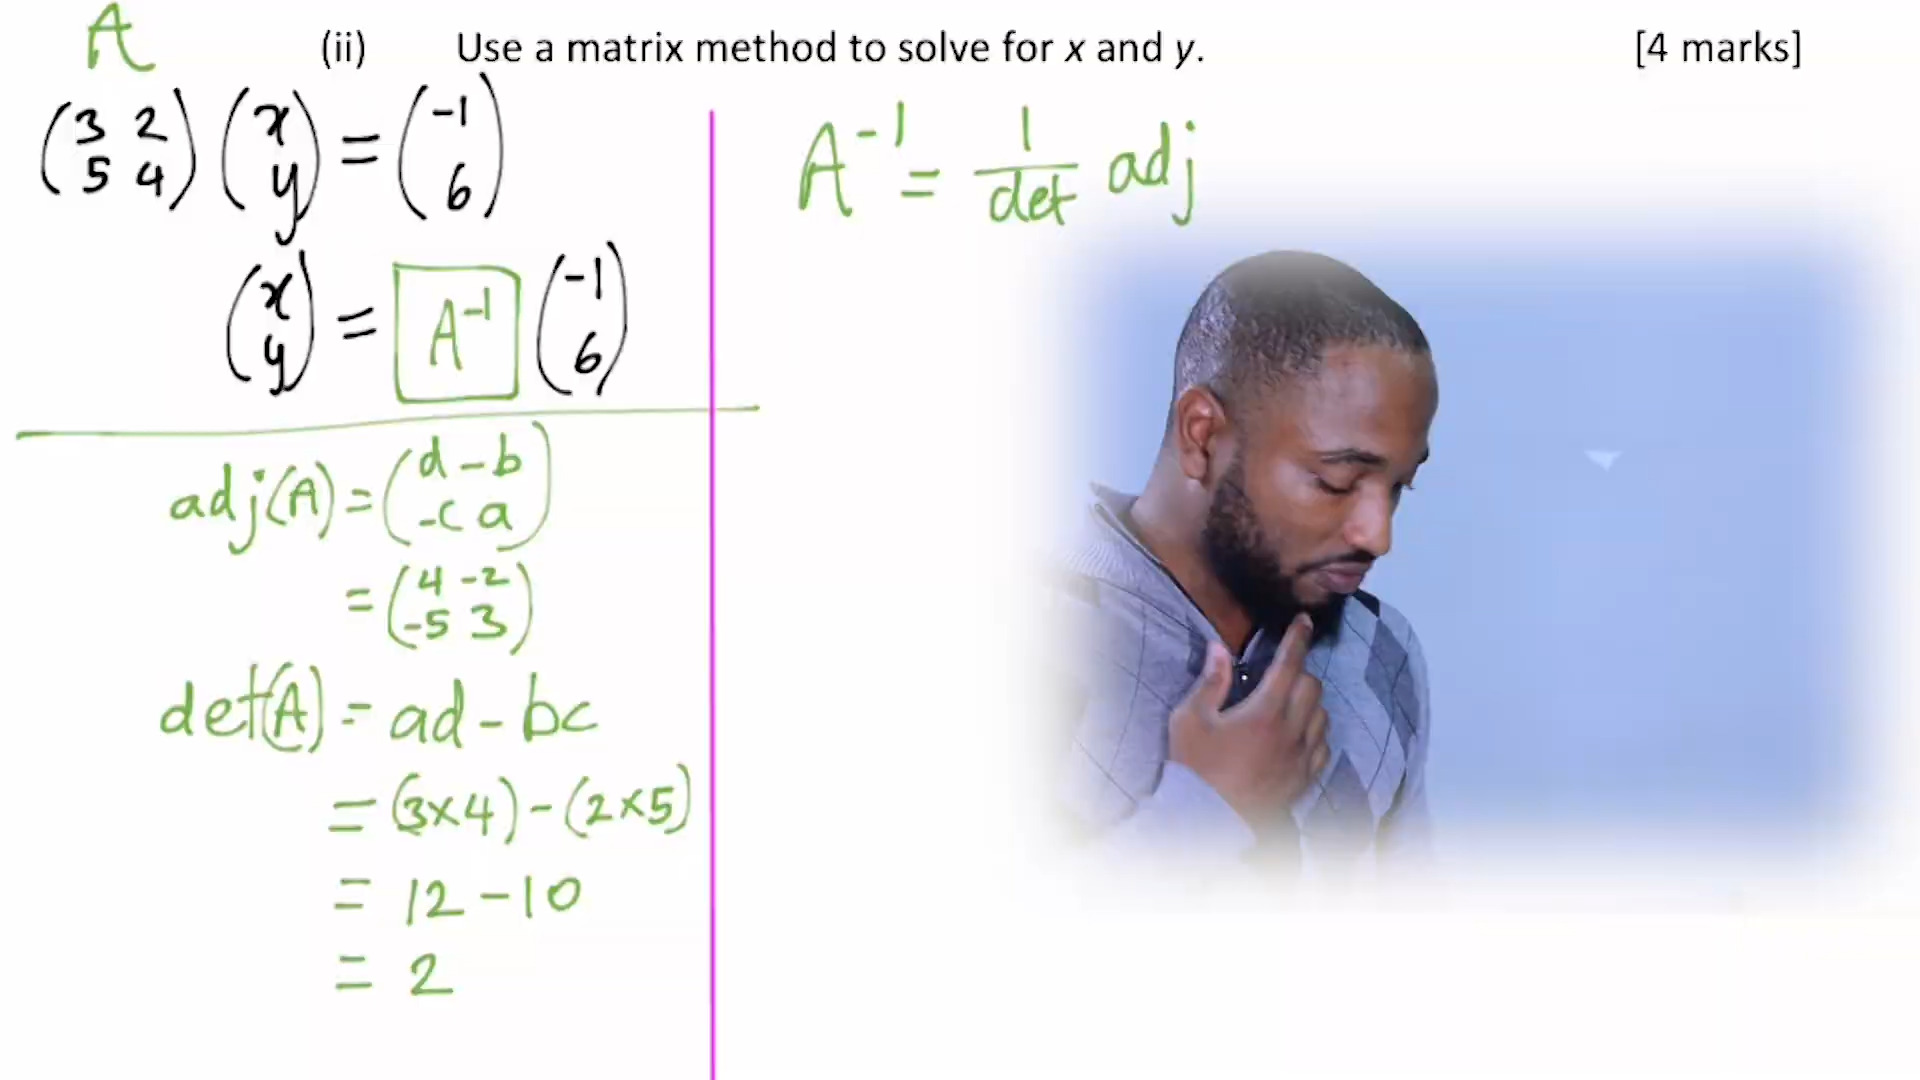 A
(ii) Use a matrix method to solve for x and y. [4 marks]
(3 2
5 4) (x
y) = (-1
6)
(x
y) = A⁻¹ (-1
6)
adj(A) = (d -b
-c a)
= (4 -2
-5 3)
det(A) = ad - bc
= (3×4) - (2×5)
= 12 - 10
= 2
A⁻¹ = 1/det adj